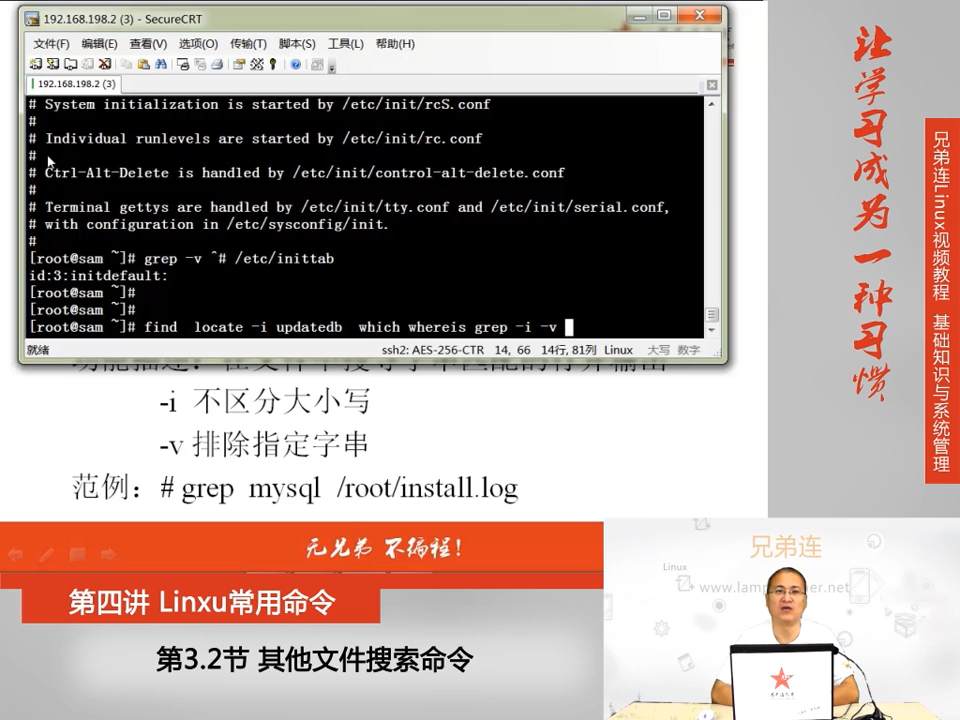 192.168.198.2 (3) - SecureCRT
文件(F) 编辑(E) 查看(V) 选项(O) 传输(T) 脚本(S) 工具(L) 帮助(H)
192.168.198.2 (3)
# System initialization is started by /etc/init/rcS.conf
#
# Individual runlevels are started by /etc/init/rc.conf
#
# Ctrl-Alt-Delete is handled by /etc/init/control-alt-delete.conf
#
# Terminal gettys are handled by /etc/init/tty.conf and /etc/init/serial.conf,
# with configuration in /etc/sysconfig/init.
#
[root@sam ~]# grep -v ^# /etc/inittab
id:3:initdefault:
[root@sam ~]#
[root@sam ~]#
[root@sam ~]# find  locate -i updatedb  which whereis grep -i -v
就绪 ssh2: AES-256-CTR 14, 66 14行, 81列 Linux 大写 数字
-i 不区分大小写
-v 排除指定字串
范例：# grep mysql /root/install.log
无兄弟 不编程！
第四讲 Linxu常用命令
第3.2节 其他文件搜索命令
兄弟连
Linux
让学习成为一种习惯
兄弟连Linux视频教程 基础知识与系统管理